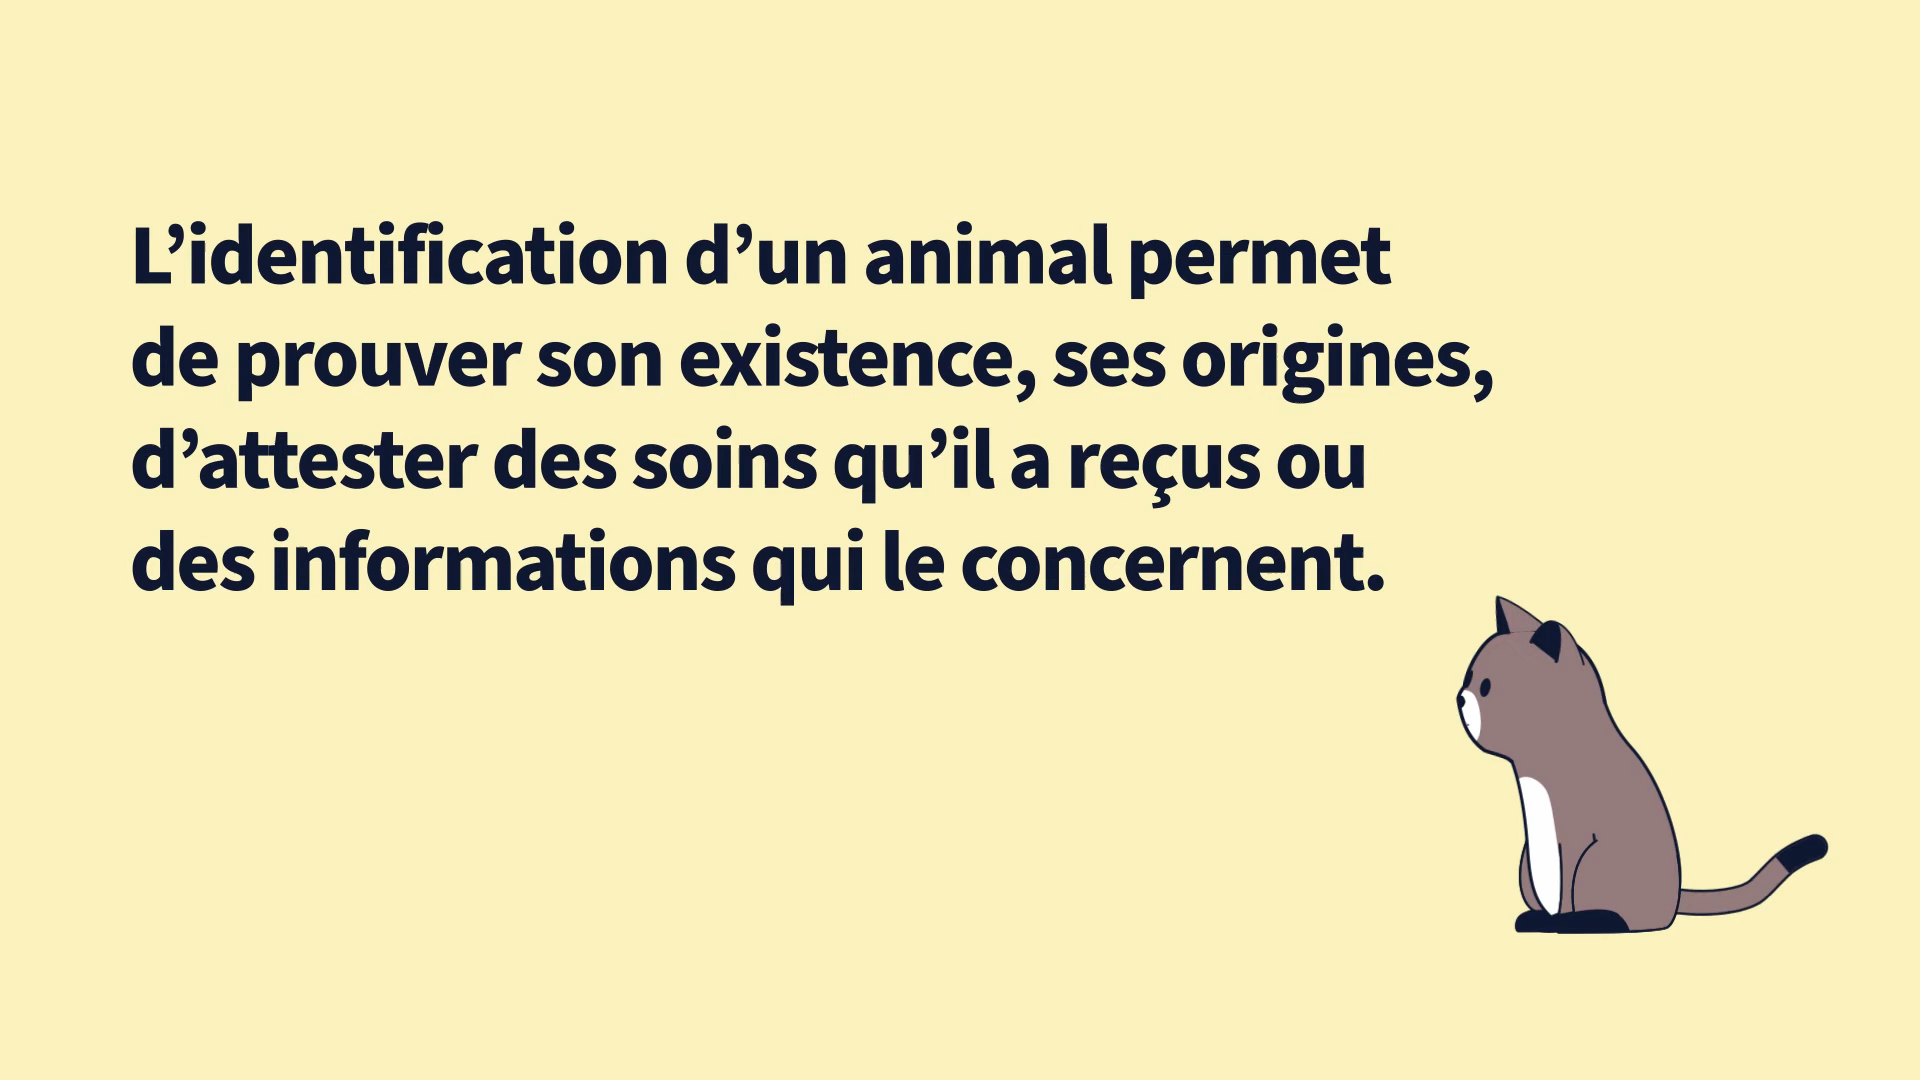 L’identification d’un animal permet
de prouver son existence, ses origines,
d’attester des soins qu’il a reçus ou
des informations qui le concernent.